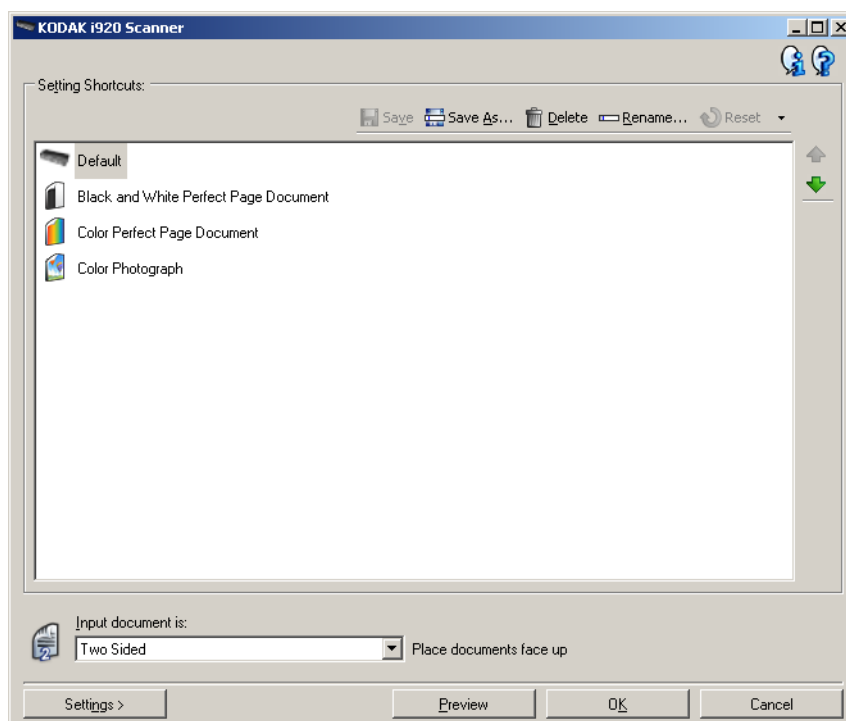 KODAK i920 Scanner
Setting Shortcuts:
Save Save As... Delete Rename... Reset
Default
Black and White Perfect Page Document
Color Perfect Page Document
Color Photograph
Input document is:
2 Two Sided Place documents face up
Settings > Preview OK Cancel